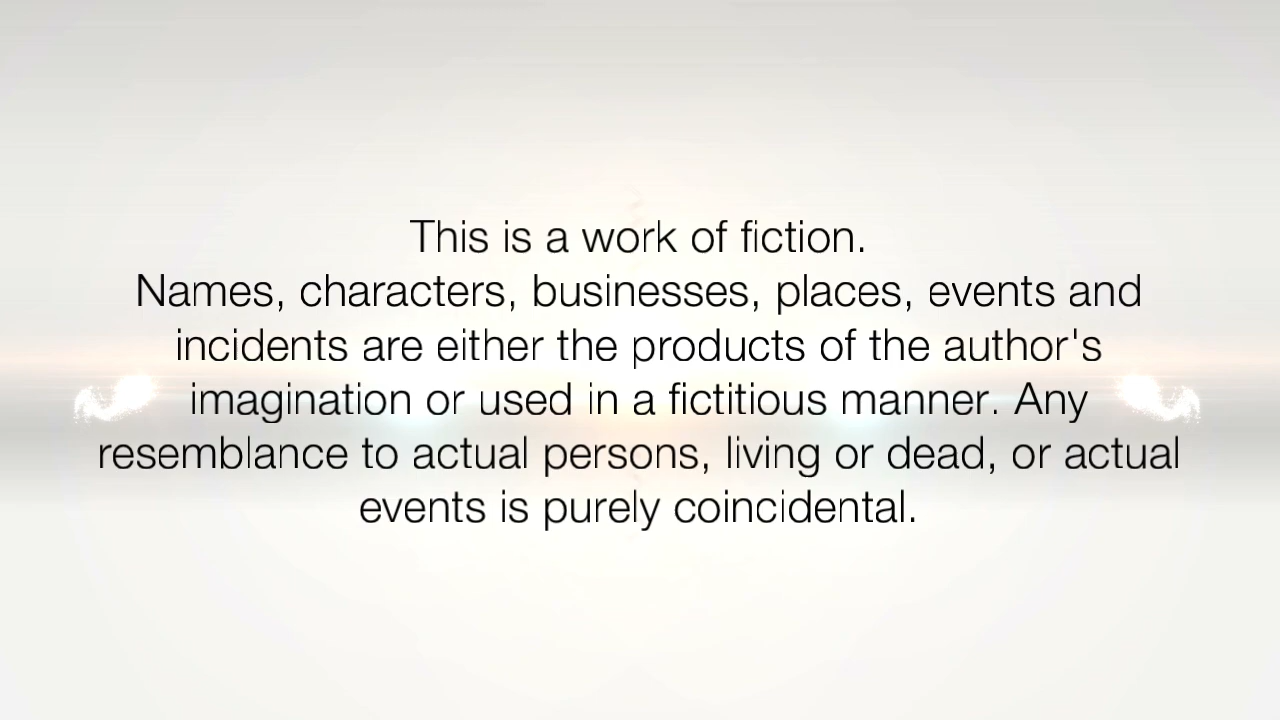 This is a work of fiction.
Names, characters, businesses, places, events and
incidents are either the products of the author's
imagination or used in a fictitious manner. Any
resemblance to actual persons, living or dead, or actual
events is purely coincidental.